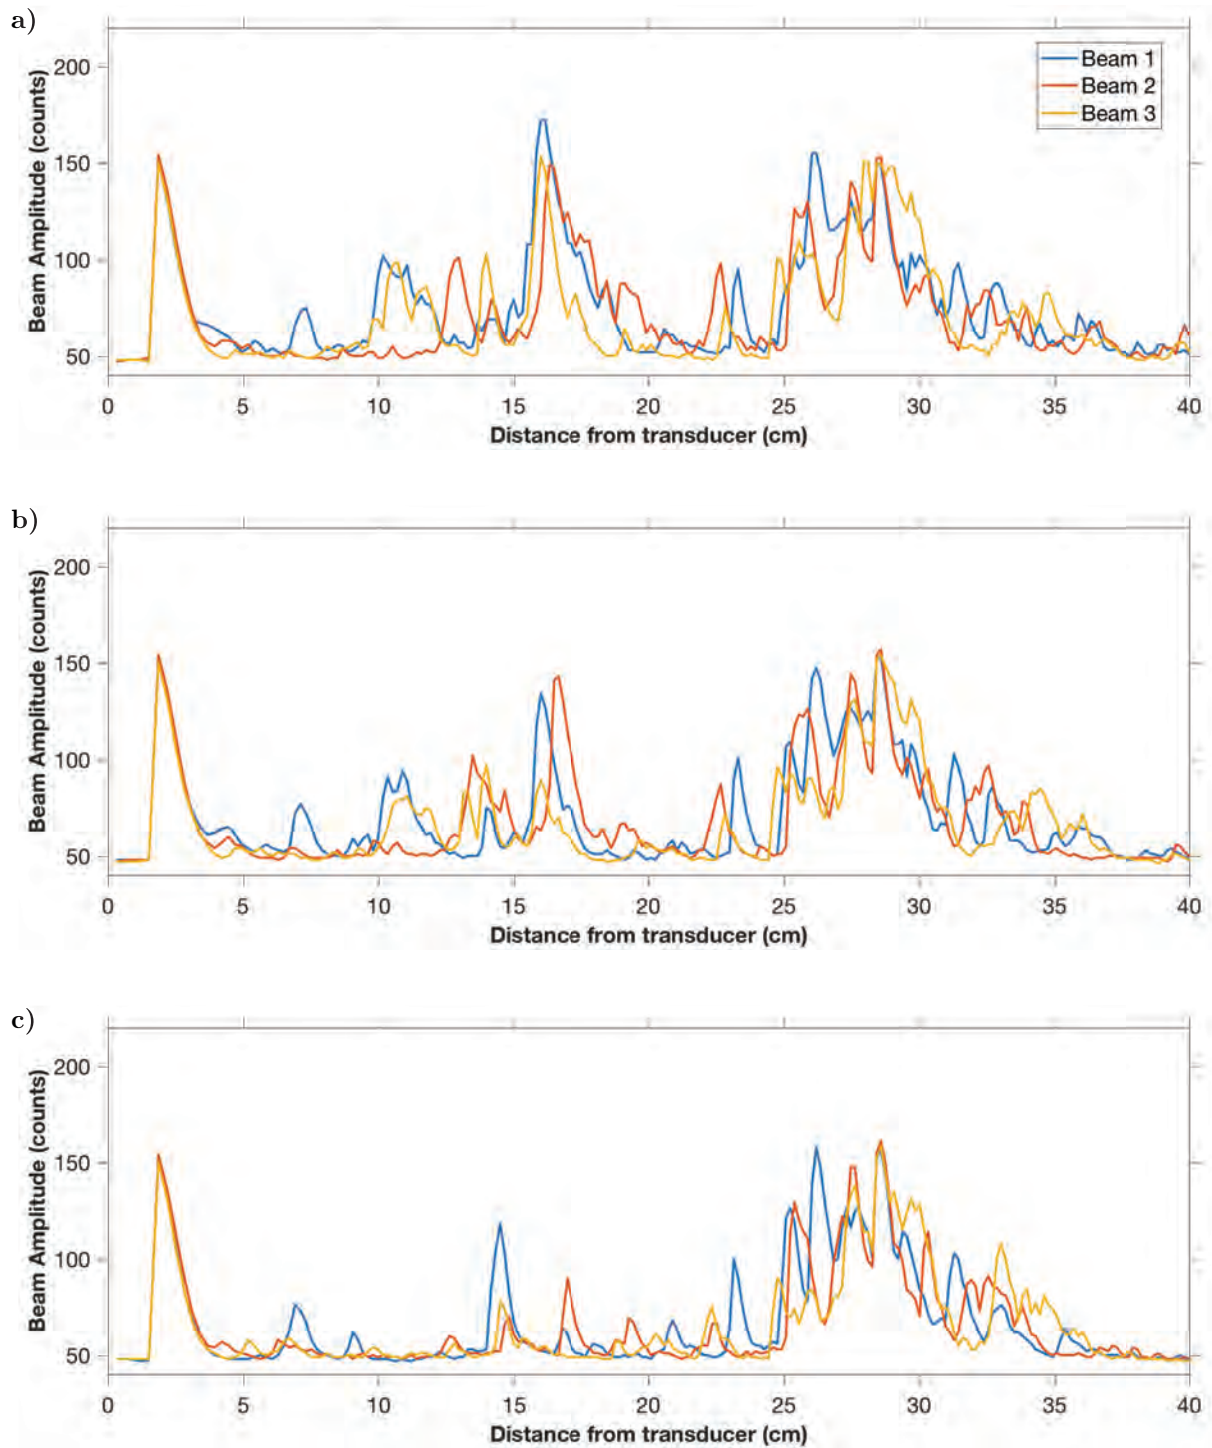 a)
200
150
100
50
Beam Amplitude (counts)
Beam 1
Beam 2
Beam 3
0 5 10 15 20 25 30 35 40
Distance from transducer (cm)
b)
200
150
100
50
Beam Amplitude (counts)
0 5 10 15 20 25 30 35 40
Distance from transducer (cm)
c)
200
150
100
50
Beam Amplitude (counts)
0 5 10 15 20 25 30 35 40
Distance from transducer (cm)